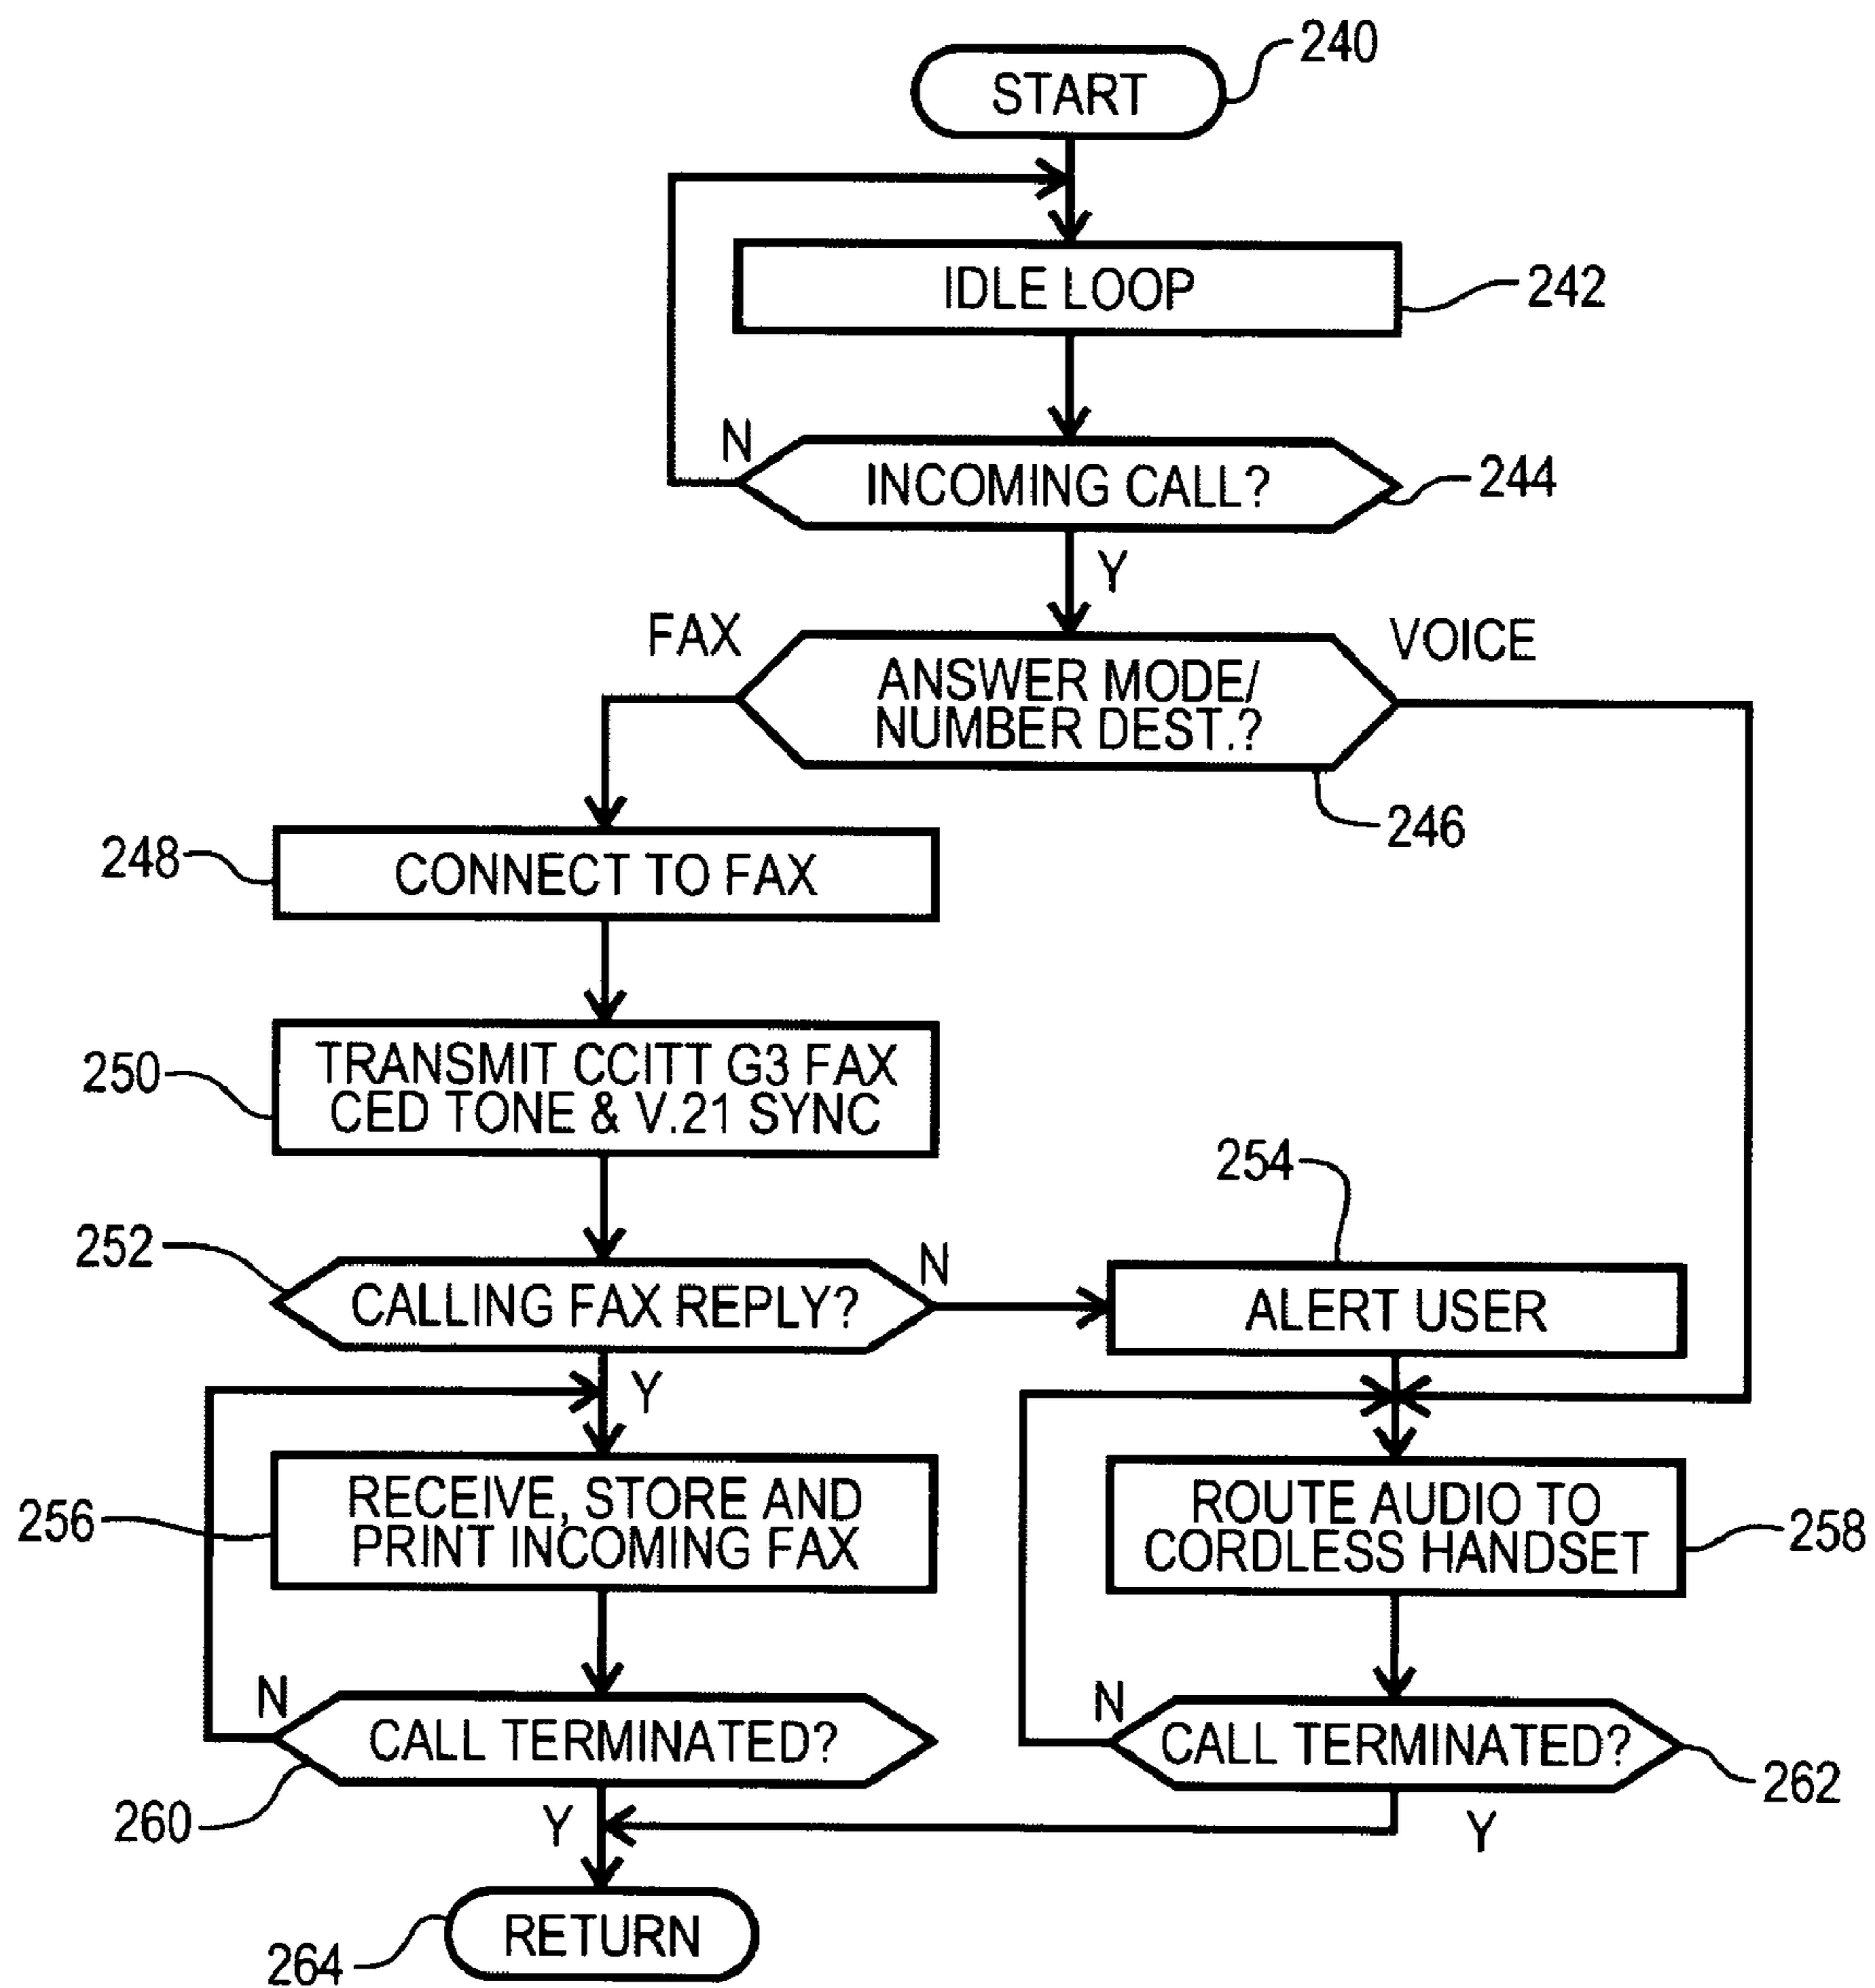 240
START
IDLE LOOP
242
N
INCOMING CALL?
244
Y
FAX
VOICE
ANSWER MODE/
NUMBER DEST.?
246
248
CONNECT TO FAX
250
TRANSMIT CCITT G3 FAX
CED TONE & V.21 SYNC
254
252
CALLING FAX REPLY?
N
ALERT USER
Y
256
RECEIVE, STORE AND
PRINT INCOMING FAX
ROUTE AUDIO TO
CORDLESS HANDSET
258
N
CALL TERMINATED?
260
N
CALL TERMINATED?
262
Y
Y
RETURN
264